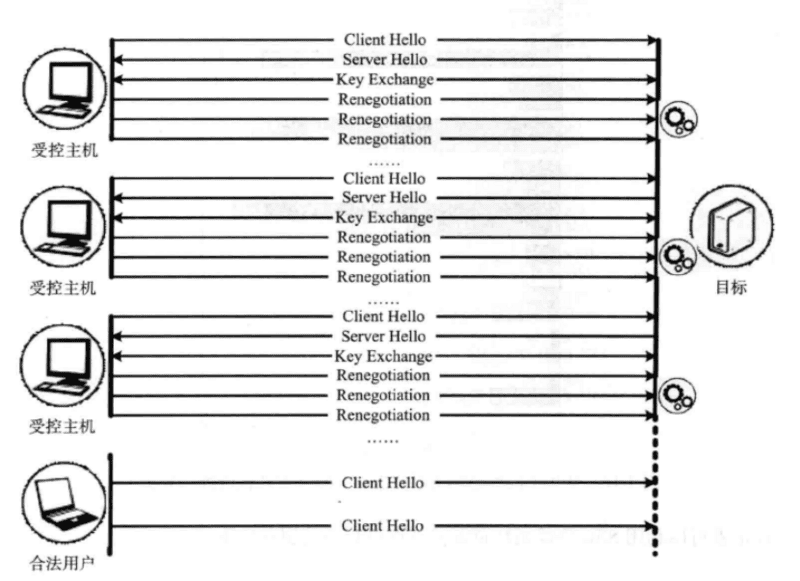 Client Hello
Server Hello
Key Exchange
Renegotiation
Renegotiation
Renegotiation
受控主机
……
Client Hello
Server Hello
Key Exchange
Renegotiation
Renegotiation
Renegotiation
受控主机
目标
……
Client Hello
Server Hello
Key Exchange
Renegotiation
Renegotiation
Renegotiation
受控主机
……
Client Hello
Client Hello
合法用户